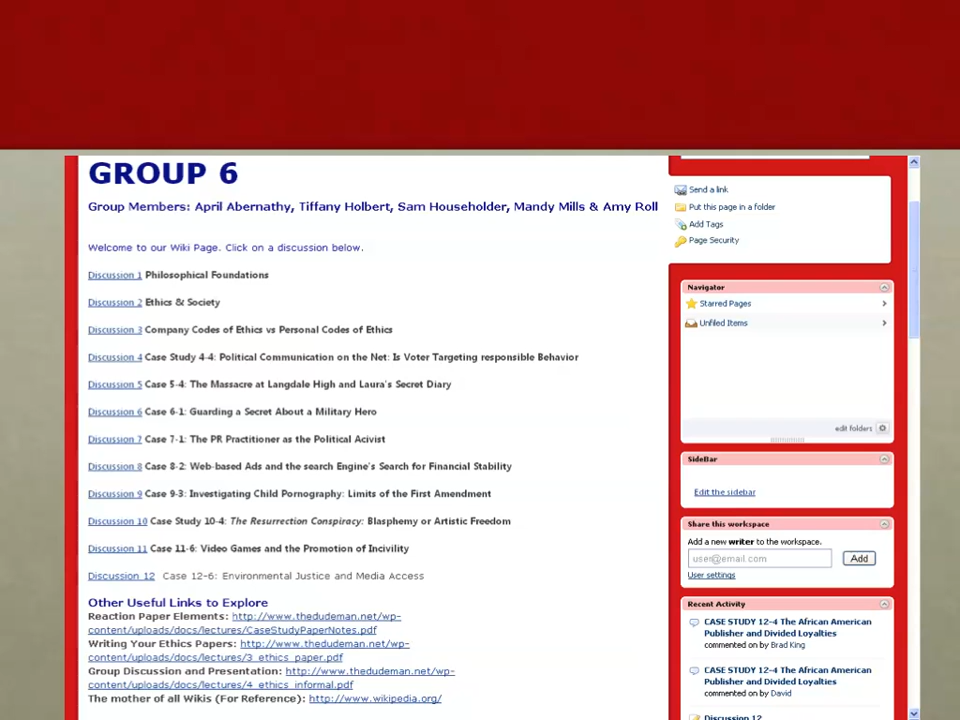 GROUP 6
Group Members: April Abernathy, Tiffany Holbert, Sam Householder, Mandy Mills & Amy Roll
Welcome to our Wiki Page. Click on a discussion below.
Discussion 1 Philosophical Foundations
Discussion 2 Ethics & Society
Discussion 3 Company Codes of Ethics vs Personal Codes of Ethics
Discussion 4 Case Study 4-4: Political Communication on the Net: Is Voter Targeting responsible Behavior
Discussion 5 Case 5-4: The Massacre at Langdale High and Laura's Secret Diary
Discussion 6 Case 6-1: Guarding a Secret About a Military Hero
Discussion 7 Case 7-1: The PR Practitioner as the Political Acivist
Discussion 8 Case 8-2: Web-based Ads and the search Engine's Search for Financial Stability
Discussion 9 Case 9-3: Investigating Child Pornography: Limits of the First Amendment
Discussion 10 Case Study 10-4: The Resurrection Conspiracy: Blasphemy or Artistic Freedom
Discussion 11 Case 11-6: Video Games and the Promotion of Incivility
Discussion 12 Case 12-6: Environmental Justice and Media Access
Other Useful Links to Explore
Reaction Paper Elements: http://www.thedudeman.net/wp-
content/uploads/docs/lectures/CaseStudyPaperNotes.pdf
Writing Your Ethics Papers: http://www.thedudeman.net/wp-
content/uploads/docs/lectures/3_ethics_paper.pdf
Group Discussion and Presentation: http://www.thedudeman.net/wp-
content/uploads/docs/lectures/4_ethics_informal.pdf
The mother of all Wikis (For Reference): http://www.wikipedia.org/
Send a link
Put this page in a folder
Add Tags
Page Security
Navigator
Starred Pages
Unfiled Items
edit folders
SideBar
Edit the sidebar
Share this workspace
Add a new writer to the workspace.
user@email.com Add
User settings
Recent Activity
CASE STUDY 12-4 The African American
Publisher and Divided Loyalties
commented on by Brad King
CASE STUDY 12-4 The African American
Publisher and Divided Loyalties
commented on by David
Discussion 12